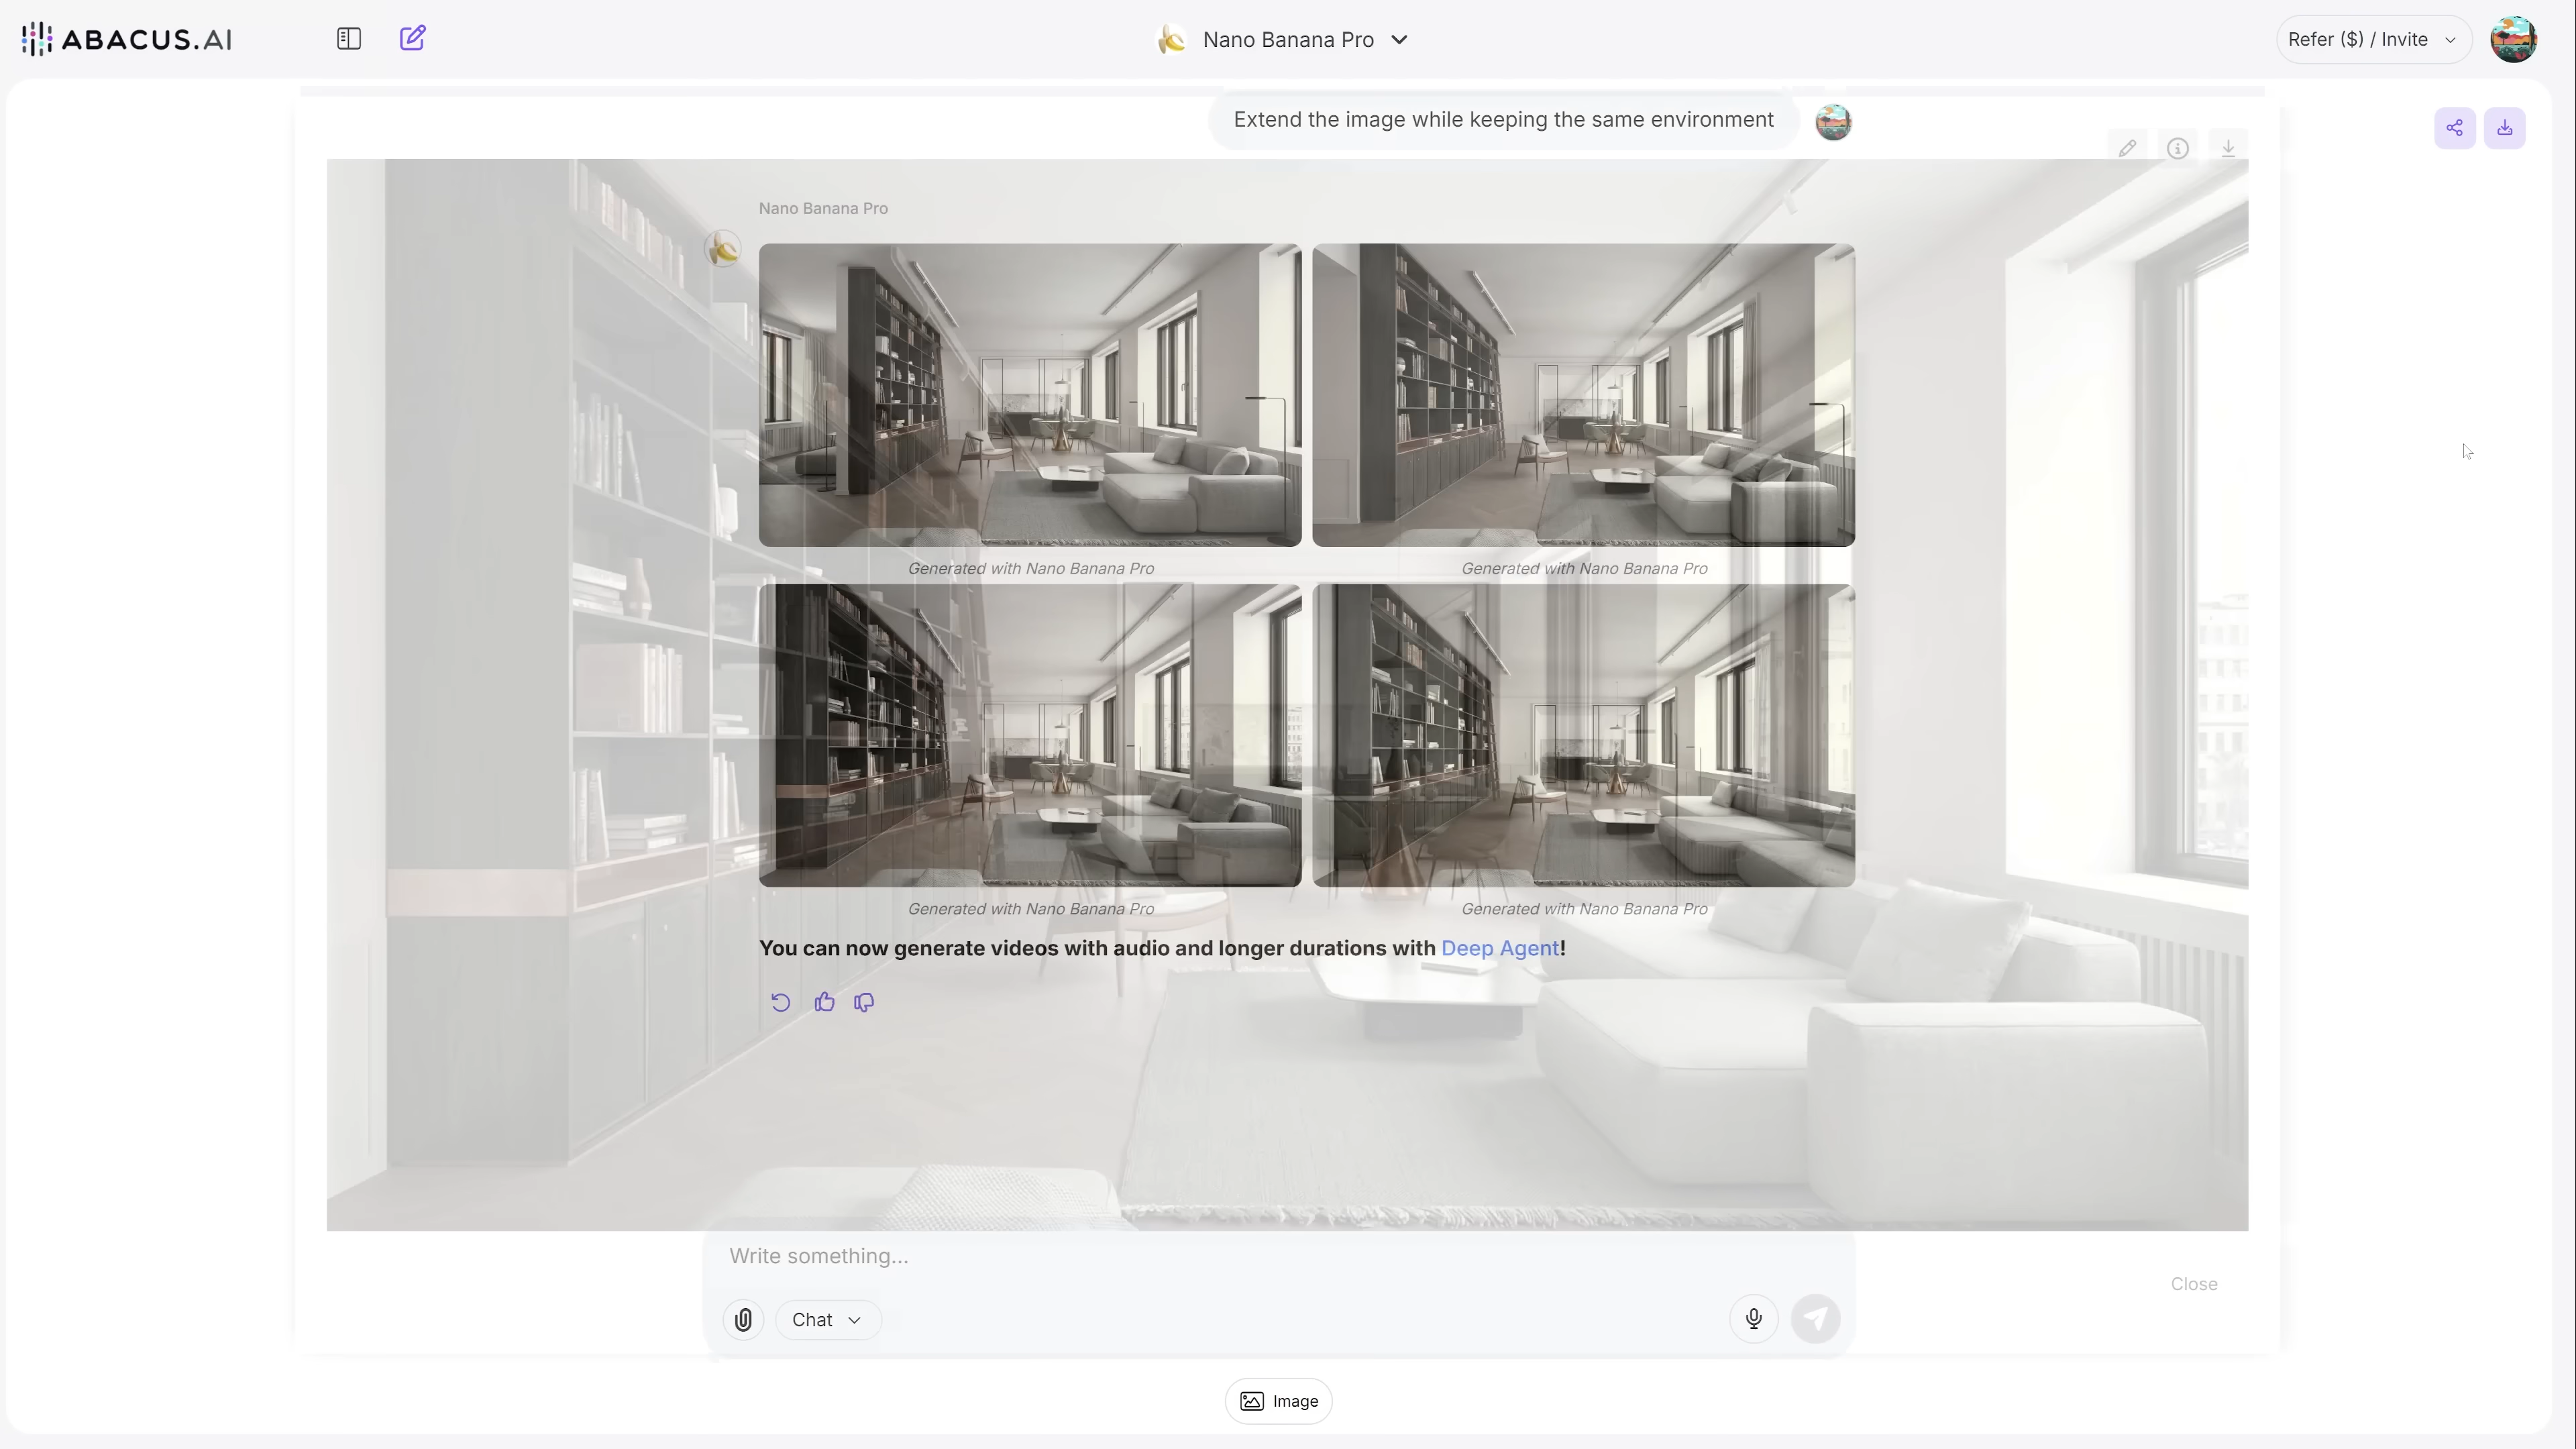 ABACUS.AI
Nano Banana Pro
Refer ($) / Invite
Extend the image while keeping the same environment
Nano Banana Pro
Generated with Nano Banana Pro
Generated with Nano Banana Pro
Generated with Nano Banana Pro
Generated with Nano Banana Pro
You can now generate videos with audio and longer durations with Deep Agent!
Write something...
Close
Chat
Image